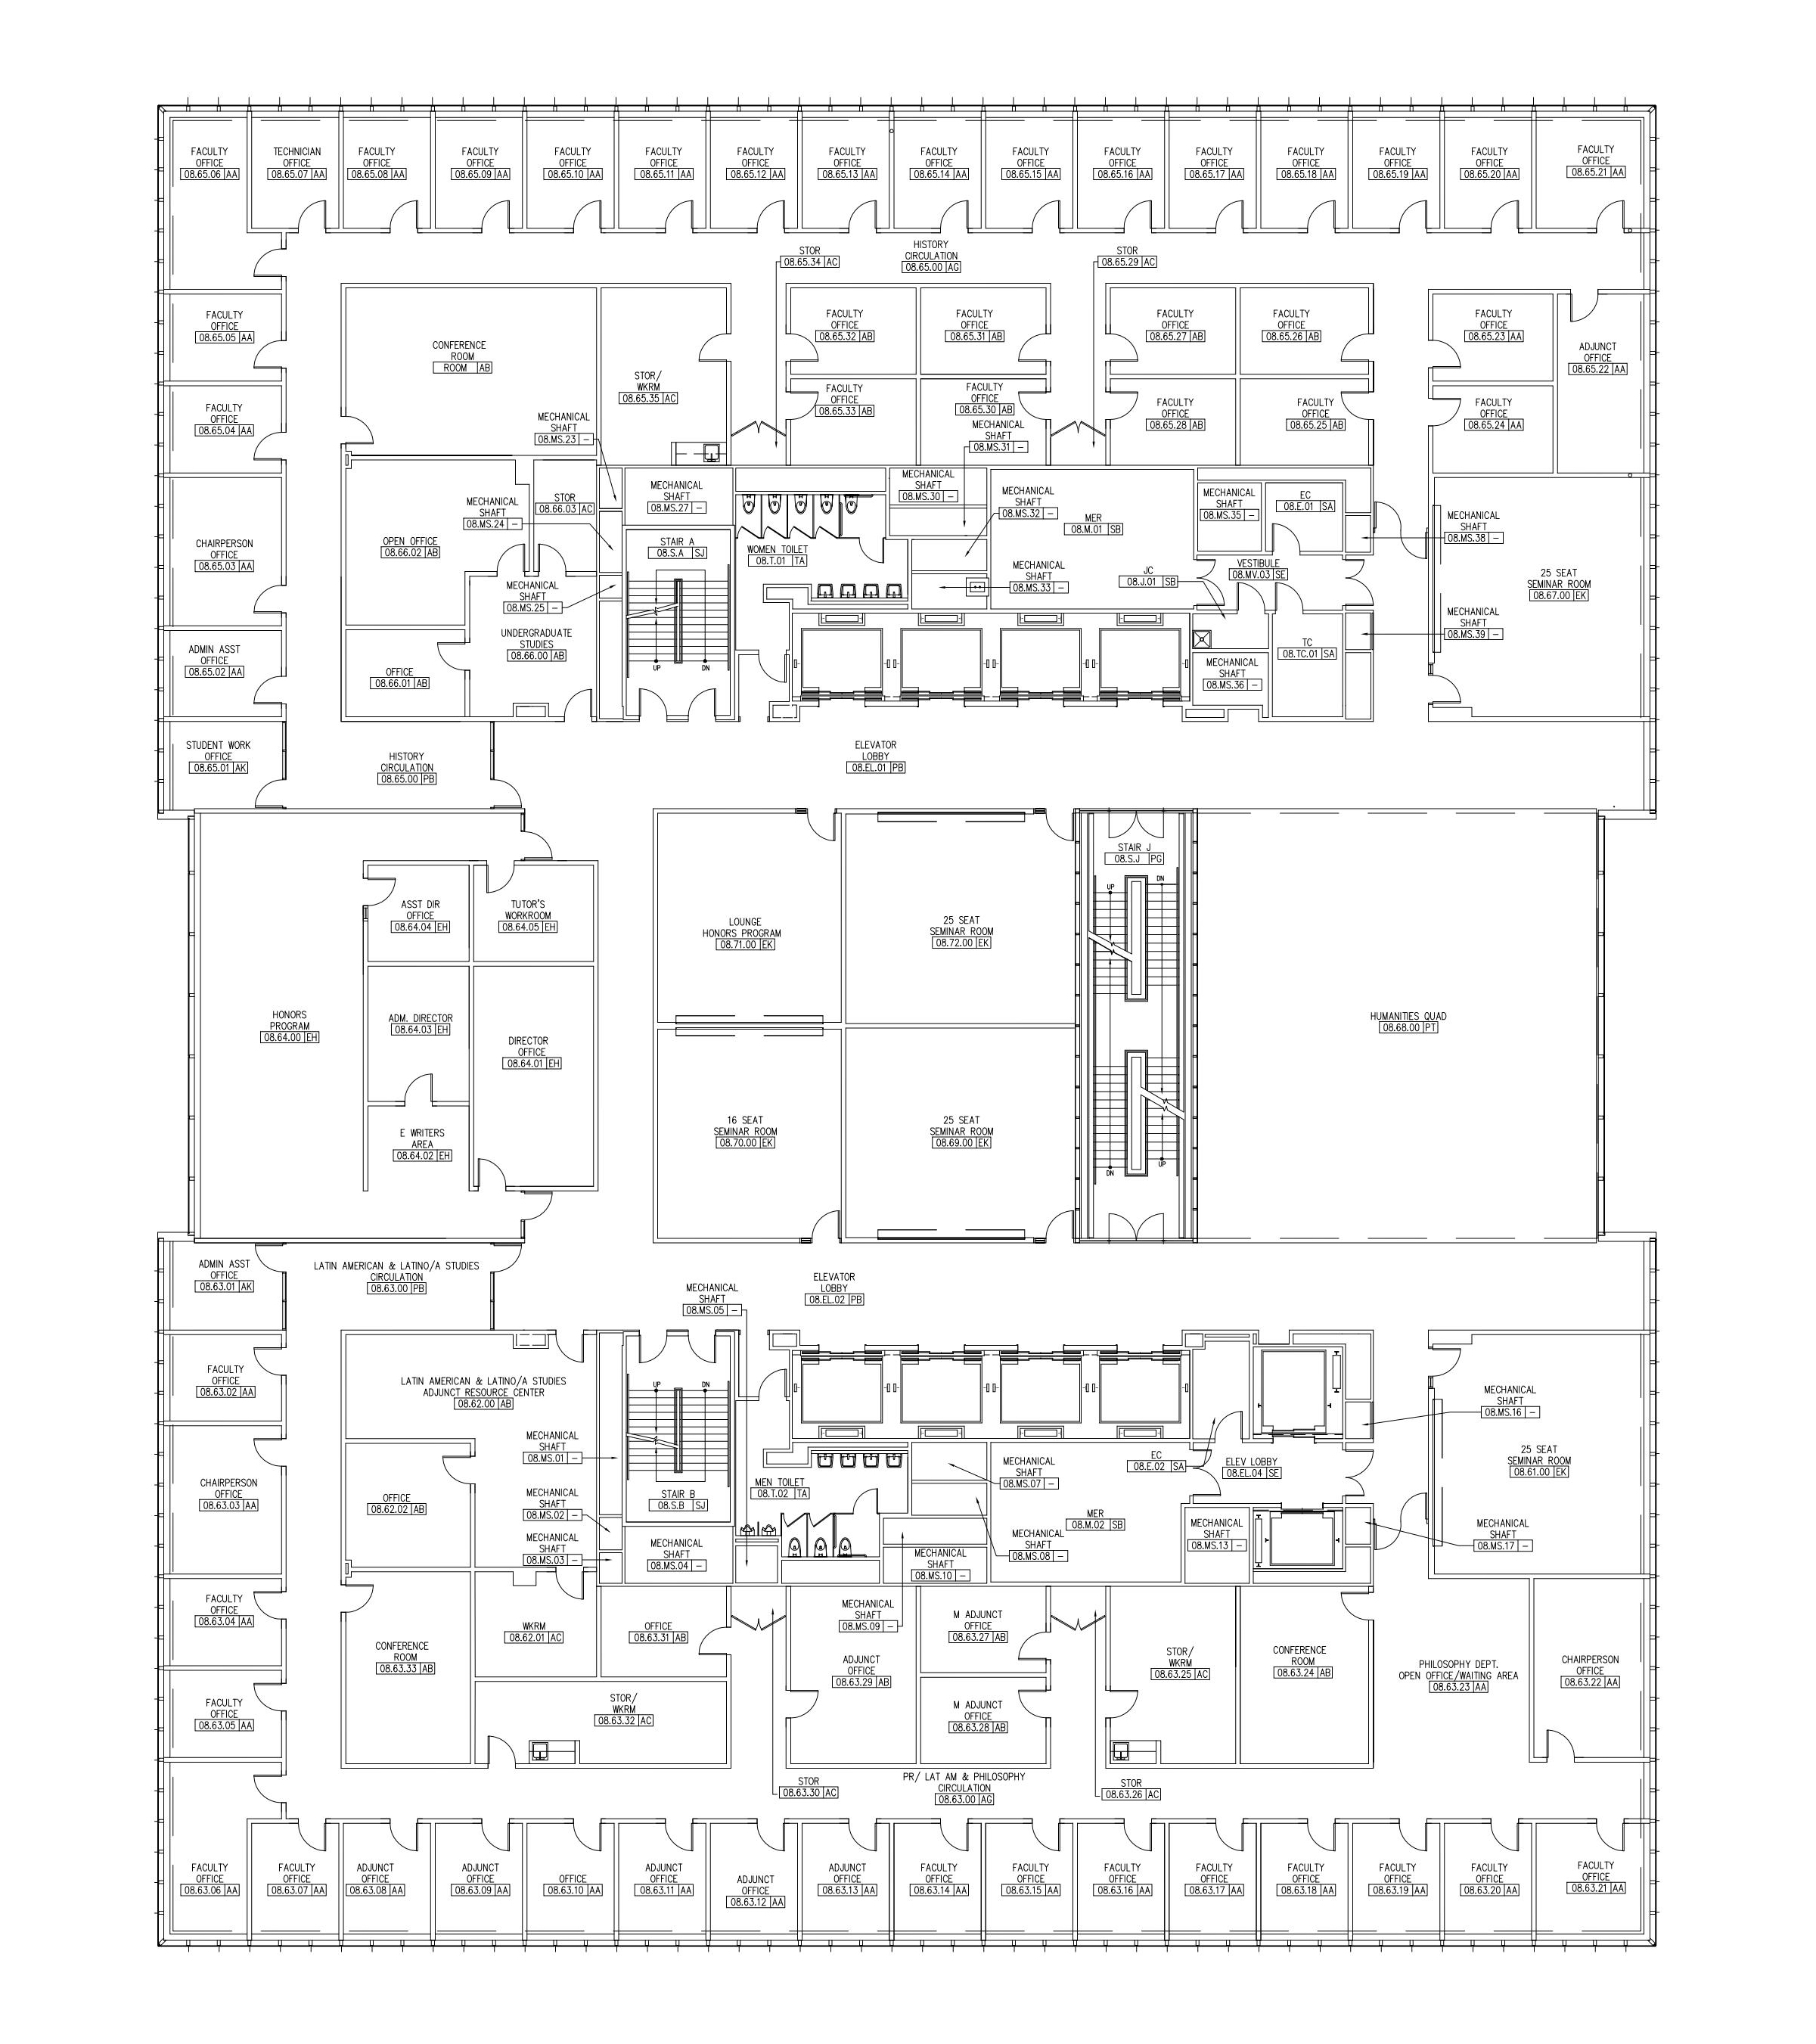 FACULTY
OFFICE
08.65.06 AA
TECHNICIAN
OFFICE
08.65.07 AA
FACULTY
OFFICE
08.65.08 AA
FACULTY
OFFICE
08.65.09 AA
FACULTY
OFFICE
08.65.10 AA
FACULTY
OFFICE
08.65.11 AA
FACULTY
OFFICE
08.65.12 AA
FACULTY
OFFICE
08.65.13 AA
FACULTY
OFFICE
08.65.14 AA
FACULTY
OFFICE
08.65.15 AA
FACULTY
OFFICE
08.65.16 AA
FACULTY
OFFICE
08.65.17 AA
FACULTY
OFFICE
08.65.18 AA
FACULTY
OFFICE
08.65.19 AA
FACULTY
OFFICE
08.65.20 AA
FACULTY
OFFICE
08.65.21 AA
STOR
08.65.34 AC
HISTORY
CIRCULATION
08.65.00 AG
STOR
08.65.29 AC
FACULTY
OFFICE
08.65.05 AA
CONFERENCE
ROOM
ROOM AB
STOR/
WKRM
08.65.35 AC
FACULTY
OFFICE
08.65.32 AB
FACULTY
OFFICE
08.65.31 AB
FACULTY
OFFICE
08.65.27 AB
FACULTY
OFFICE
08.65.26 AB
FACULTY
OFFICE
08.65.23 AA
ADJUNCT
OFFICE
08.65.22 AA
FACULTY
OFFICE
08.65.04 AA
MECHANICAL
SHAFT
08.MS.23 –
FACULTY
OFFICE
08.65.33 AB
FACULTY
OFFICE
08.65.30 AB
MECHANICAL
SHAFT
08.MS.31 –
FACULTY
OFFICE
08.65.28 AB
FACULTY
OFFICE
08.65.25 AB
FACULTY
OFFICE
08.65.24 AA
CHAIRPERSON
OFFICE
08.65.03 AA
OPEN OFFICE
08.66.02 AB
MECHANICAL
SHAFT
08.MS.24 –
STOR
08.66.03 AC
MECHANICAL
SHAFT
08.MS.27 –
STAIR A
08.S.A SJ
WOMEN TOILET
08.T.01 TA
MECHANICAL
SHAFT
08.MS.30 –
MECHANICAL
SHAFT
08.MS.32 –
MER
08.M.01 SB
MECHANICAL
SHAFT
08.MS.35 –
EC
08.E.01 SA
MECHANICAL
SHAFT
08.MS.38 –
MECHANICAL
SHAFT
08.MS.33 –
JC
08.J.01 SB
VESTIBULE
08.MV.03 SE
25 SEAT
SEMINAR ROOM
08.67.00 EK
MECHANICAL
SHAFT
08.MS.25 –
MECHANICAL
SHAFT
08.MS.39 –
ADMIN ASST
OFFICE
08.65.02 AA
OFFICE
08.66.01 AB
UNDERGRADUATE
STUDIES
08.66.00 AB
UP
DN
MECHANICAL
SHAFT
08.MS.36 –
TC
08.TC.01 SA
STUDENT WORK
OFFICE
08.65.01 AK
HISTORY
CIRCULATION
08.65.00 PB
ELEVATOR
LOBBY
08.EL.01 PB
STAIR J
08.S.J PG
UP
DN
ASST DIR
OFFICE
08.64.04 EH
TUTOR'S
WORKROOM
08.64.05 EH
LOUNGE
HONORS PROGRAM
08.71.00 EK
25 SEAT
SEMINAR ROOM
08.72.00 EK
HONORS
PROGRAM
08.64.00 EH
ADM. DIRECTOR
08.64.03 EH
DIRECTOR
OFFICE
08.64.01 EH
HUMANITIES QUAD
08.68.00 PT
E WRITERS
AREA
08.64.02 EH
16 SEAT
SEMINAR ROOM
08.70.00 EK
25 SEAT
SEMINAR ROOM
08.69.00 EK
DN
UP
ADMIN ASST
OFFICE
08.63.01 AK
LATIN AMERICAN & LATINO/A STUDIES
CIRCULATION
08.63.00 PB
MECHANICAL
SHAFT
08.MS.05 –
ELEVATOR
LOBBY
08.EL.02 PB
FACULTY
OFFICE
08.63.02 AA
LATIN AMERICAN & LATINO/A STUDIES
ADJUNCT RESOURCE CENTER
08.62.00 AB
UP
DN
MECHANICAL
SHAFT
08.MS.16 –
CHAIRPERSON
OFFICE
08.63.03 AA
OFFICE
08.62.02 AB
MECHANICAL
SHAFT
08.MS.01 –
MECHANICAL
SHAFT
08.MS.02 –
MECHANICAL
SHAFT
08.MS.03 –
STAIR B
08.S.B SJ
MECHANICAL
SHAFT
08.MS.04 –
MEN TOILET
08.T.02 TA
MECHANICAL
SHAFT
08.MS.07 –
EC
08.E.02 SA
ELEV LOBBY
08.EL.04 SE
25 SEAT
SEMINAR ROOM
08.61.00 EK
MER
08.M.02 SB
MECHANICAL
SHAFT
08.MS.08 –
MECHANICAL
SHAFT
08.MS.10 –
MECHANICAL
SHAFT
08.MS.13 –
MECHANICAL
SHAFT
08.MS.17 –
FACULTY
OFFICE
08.63.04 AA
CONFERENCE
ROOM
08.63.33 AB
WKRM
08.62.01 AC
OFFICE
08.63.31 AB
MECHANICAL
SHAFT
08.MS.09 –
ADJUNCT
OFFICE
08.63.29 AB
M ADJUNCT
OFFICE
08.63.27 AB
STOR/
WKRM
08.63.25 AC
CONFERENCE
ROOM
08.63.24 AB
PHILOSOPHY DEPT.
OPEN OFFICE/WAITING AREA
08.63.23 AA
CHAIRPERSON
OFFICE
08.63.22 AA
FACULTY
OFFICE
08.63.05 AA
STOR/
WKRM
08.63.32 AC
M ADJUNCT
OFFICE
08.63.28 AB
STOR
08.63.30 AC
PR/ LAT AM & PHILOSOPHY
CIRCULATION
08.63.00 AG
STOR
08.63.26 AC
FACULTY
OFFICE
08.63.06 AA
FACULTY
OFFICE
08.63.07 AA
ADJUNCT
OFFICE
08.63.08 AA
ADJUNCT
OFFICE
08.63.09 AA
OFFICE
08.63.10 AA
ADJUNCT
OFFICE
08.63.11 AA
ADJUNCT
OFFICE
08.63.12 AA
ADJUNCT
OFFICE
08.63.13 AA
FACULTY
OFFICE
08.63.14 AA
FACULTY
OFFICE
08.63.15 AA
FACULTY
OFFICE
08.63.16 AA
FACULTY
OFFICE
08.63.17 AA
FACULTY
OFFICE
08.63.18 AA
FACULTY
OFFICE
08.63.19 AA
FACULTY
OFFICE
08.63.20 AA
FACULTY
OFFICE
08.63.21 AA